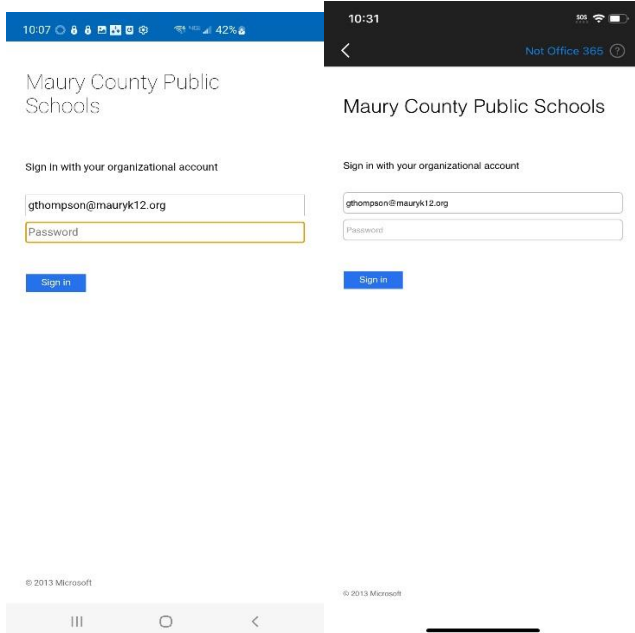 10:07
42%
Maury County Public
Schools
Sign in with your organizational account
gthompson@mauryk12.org
Password
Sign in
© 2013 Microsoft
10:31
SOS
Not Office 365 ?
Maury County Public Schools
Sign in with your organizational account
gthompson@mauryk12.org
Password
Sign in
© 2013 Microsoft